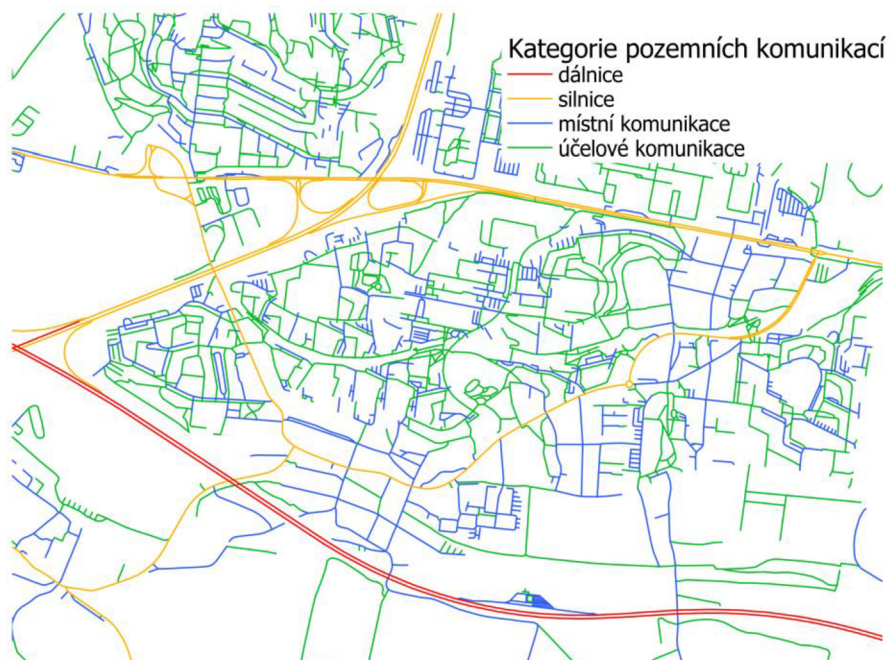 Kategorie pozemních komunikací
dálnice
silnice
místní komunikace
účelové komunikace